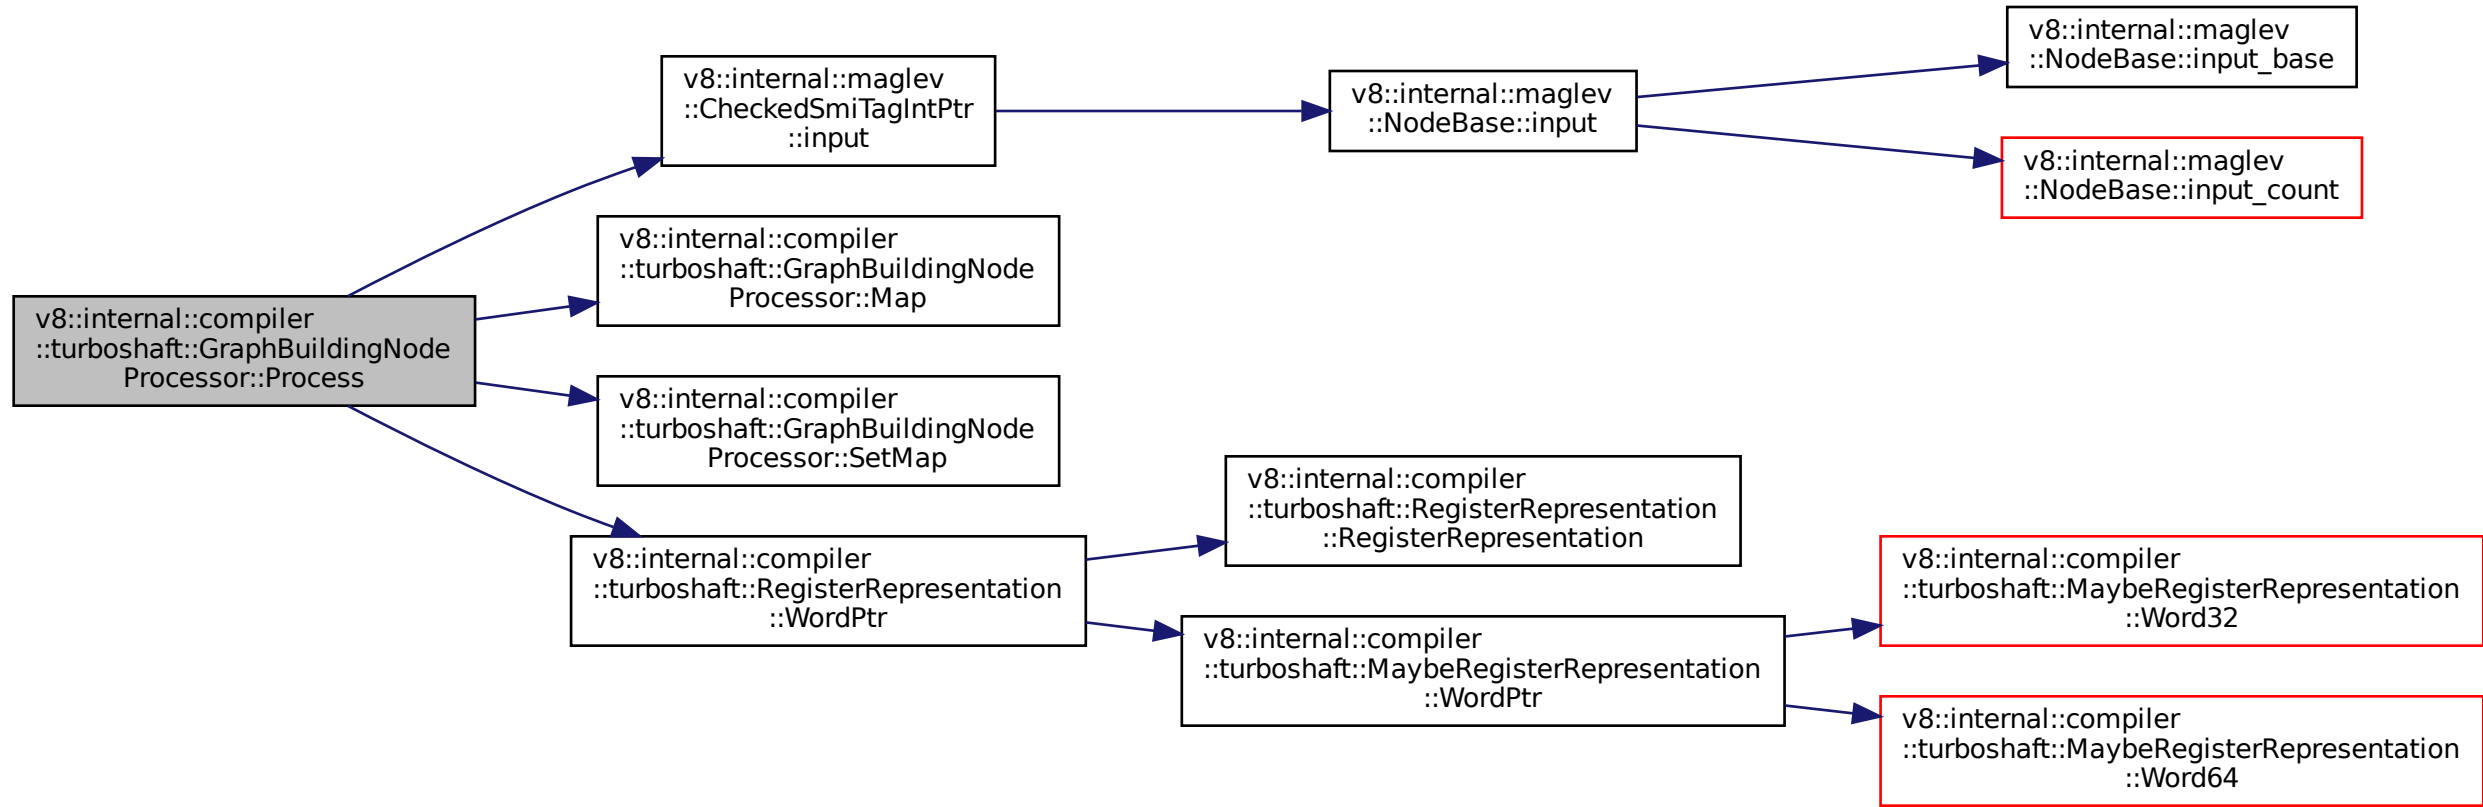 v8::internal::compiler
::turboshaft::GraphBuildingNode
Processor::Process
v8::internal::maglev
::CheckedSmiTagIntPtr
::input
v8::internal::maglev
::NodeBase::input
v8::internal::maglev
::NodeBase::input_base
v8::internal::maglev
::NodeBase::input_count
v8::internal::compiler
::turboshaft::GraphBuildingNode
Processor::Map
v8::internal::compiler
::turboshaft::GraphBuildingNode
Processor::SetMap
v8::internal::compiler
::turboshaft::RegisterRepresentation
::WordPtr
v8::internal::compiler
::turboshaft::RegisterRepresentation
::RegisterRepresentation
v8::internal::compiler
::turboshaft::MaybeRegisterRepresentation
::WordPtr
v8::internal::compiler
::turboshaft::MaybeRegisterRepresentation
::Word32
v8::internal::compiler
::turboshaft::MaybeRegisterRepresentation
::Word64